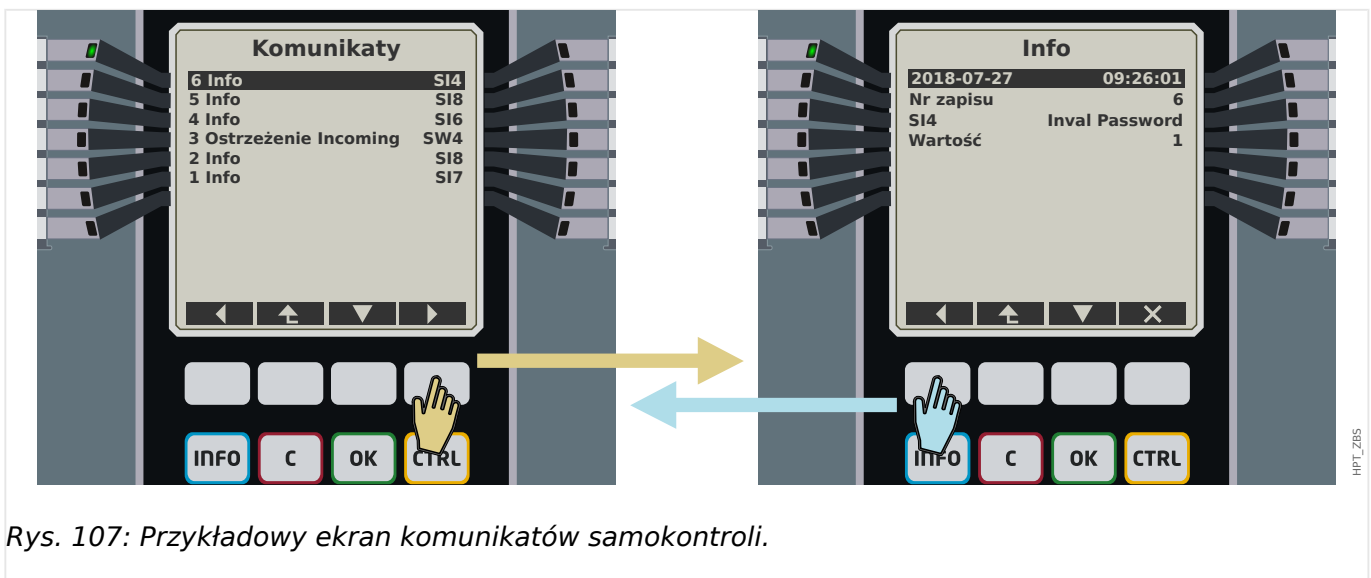 Komunikaty
6 Info SI4
5 Info SI8
4 Info SI6
3 Ostrzeżenie Incoming SW4
2 Info SI8
1 Info SI7
INFO C OK CTRL
Info
2018-07-27 09:26:01
Nr zapisu 6
SI4 Inval Password
Wartość 1
INFO C OK CTRL
HPT_ZBS
Rys. 107: Przykładowy ekran komunikatów samokontroli.